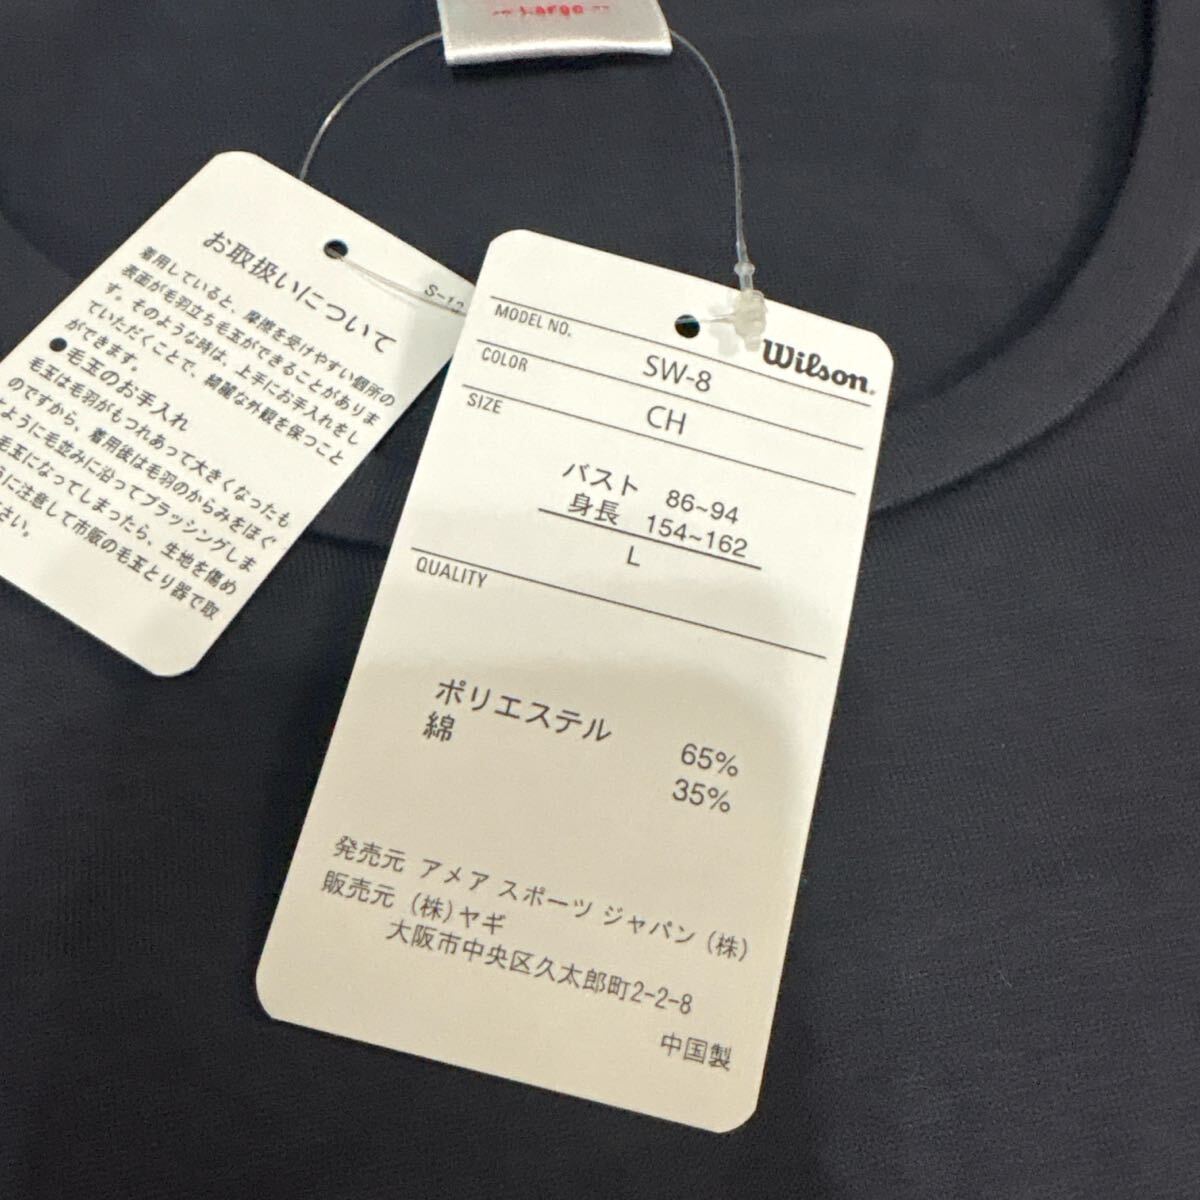 Large
お取扱いについて
着用していると、摩擦を受けやすい個所の
表面が毛羽立ち毛玉ができることがありま
す。そのような時は、上手にお手入れをし
ていただくことで、綺麗な外観を保つこと
ができます。
●毛玉のお手入れ
毛玉は毛羽がもつれあって大きくなったも
のですから、着用後は毛羽のからみをほぐ
ように毛並みに沿ってブラッシングしま
毛玉になってしまったら、生地を傷め
うに注意して市販の毛玉とり器で取
さい。
S-12
Wilson.
MODEL NO.
SW-8
COLOR
CH
SIZE
バスト 86~94
身長 154~162
L
QUALITY
ポリエステル 65%
綿 35%
発売元 アメア スポーツ ジャパン (株)
販売元 (株)ヤギ
大阪市中央区久太郎町2-2-8
中国製